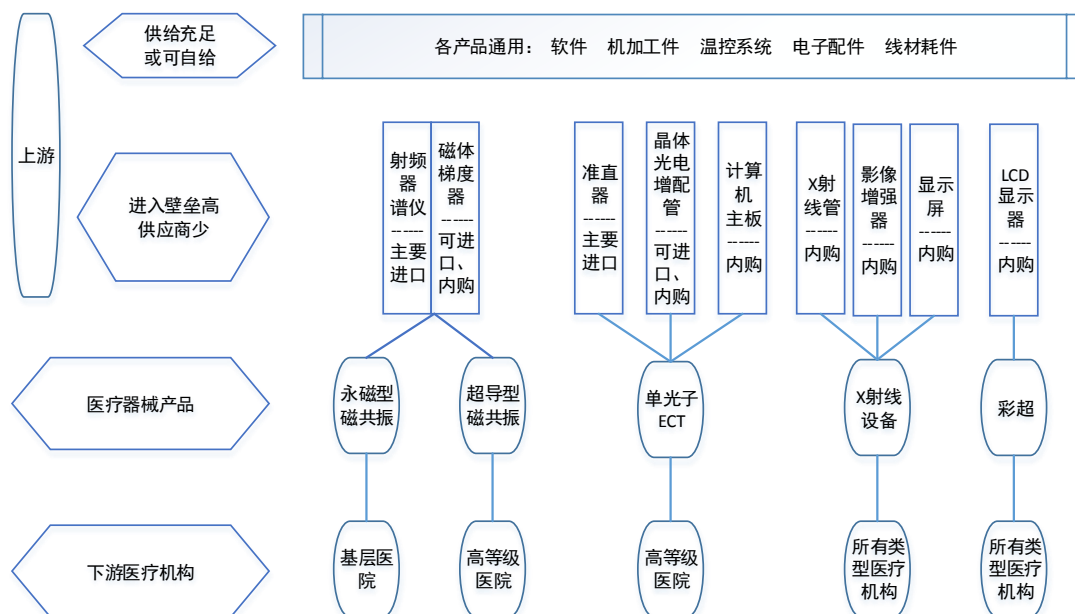 供给充足
或可自给
各产品通用： 软件 机加工件 温控系统 电子配件 线材耗件
上游
进入壁垒高
供应商少
射频
器
谱仪
------
主要
进口
磁体
梯度
器
------
可进
口、
内购
准直
器
------
主要
进口
晶体
光电
增配
管
------
可进
口、
内购
计算
机
主板
------
内购
X射
线管
------
内购
影像
增强
器
------
内购
显示
屏
------
内购
LCD
显示
器
------
内购
医疗器械产品
永磁型
磁共振
超导型
磁共振
单光子
ECT
X射线
设备
彩超
下游医疗机构
基层医
院
高等级
医院
高等级
医院
所有类
型医疗
机构
所有类
型医疗
机构